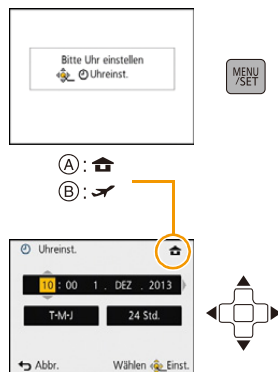 Bitte Uhr einstellen
Uhreinst.
MENU
/SET
Ⓐ:
Ⓑ:
Uhreinst.
10 : 00 1 . DEZ . 2013
T-M-J 24 Std.
Abbr. Wählen Einst.